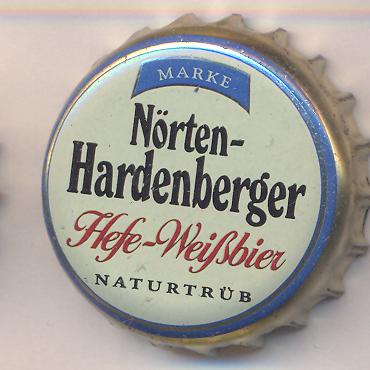 MARKE
Nörten-
Hardenberger
Hefe-Weißbier
NATURTRÜB